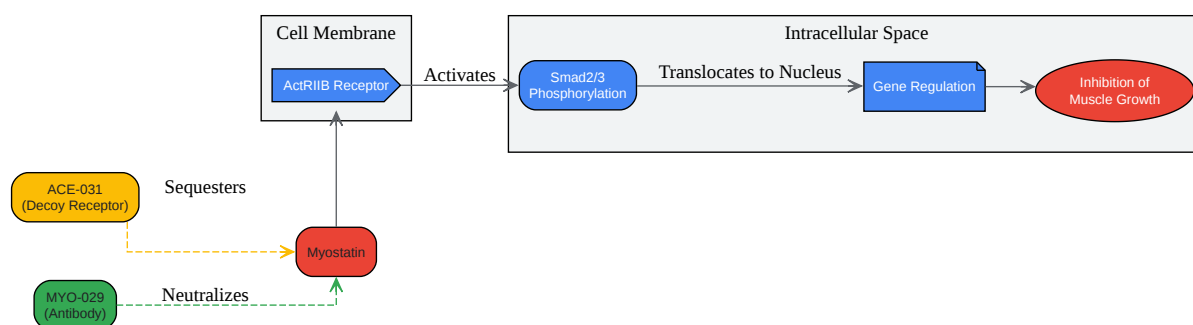 Cell Membrane
Intracellular Space
ActRIIB Receptor
Activates
Smad2/3
Phosphorylation
Translocates to Nucleus
Gene Regulation
Inhibition of
Muscle Growth
ACE-031
(Decoy Receptor)
Sequesters
Myostatin
MYO-029
(Antibody)
Neutralizes